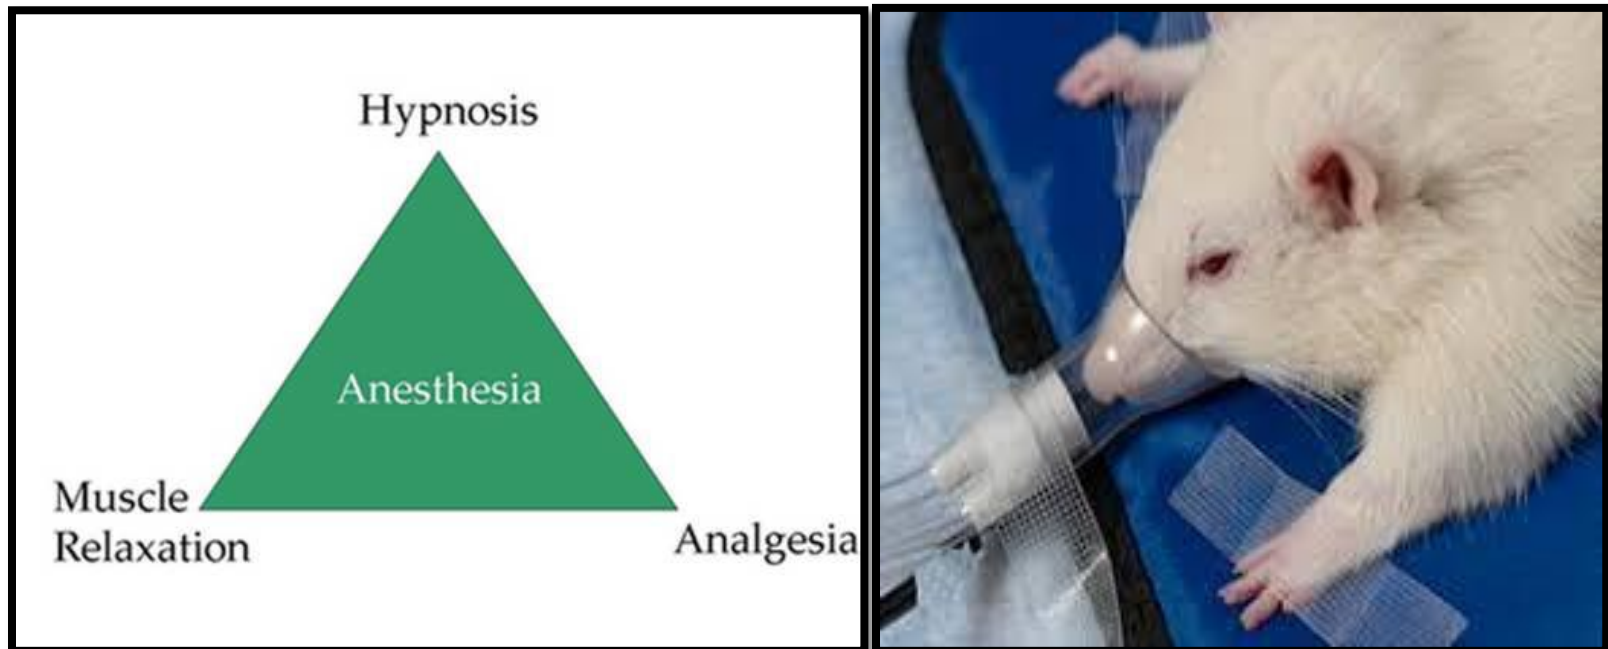 Hypnosis
Anesthesia
Muscle
Relaxation
Analgesia